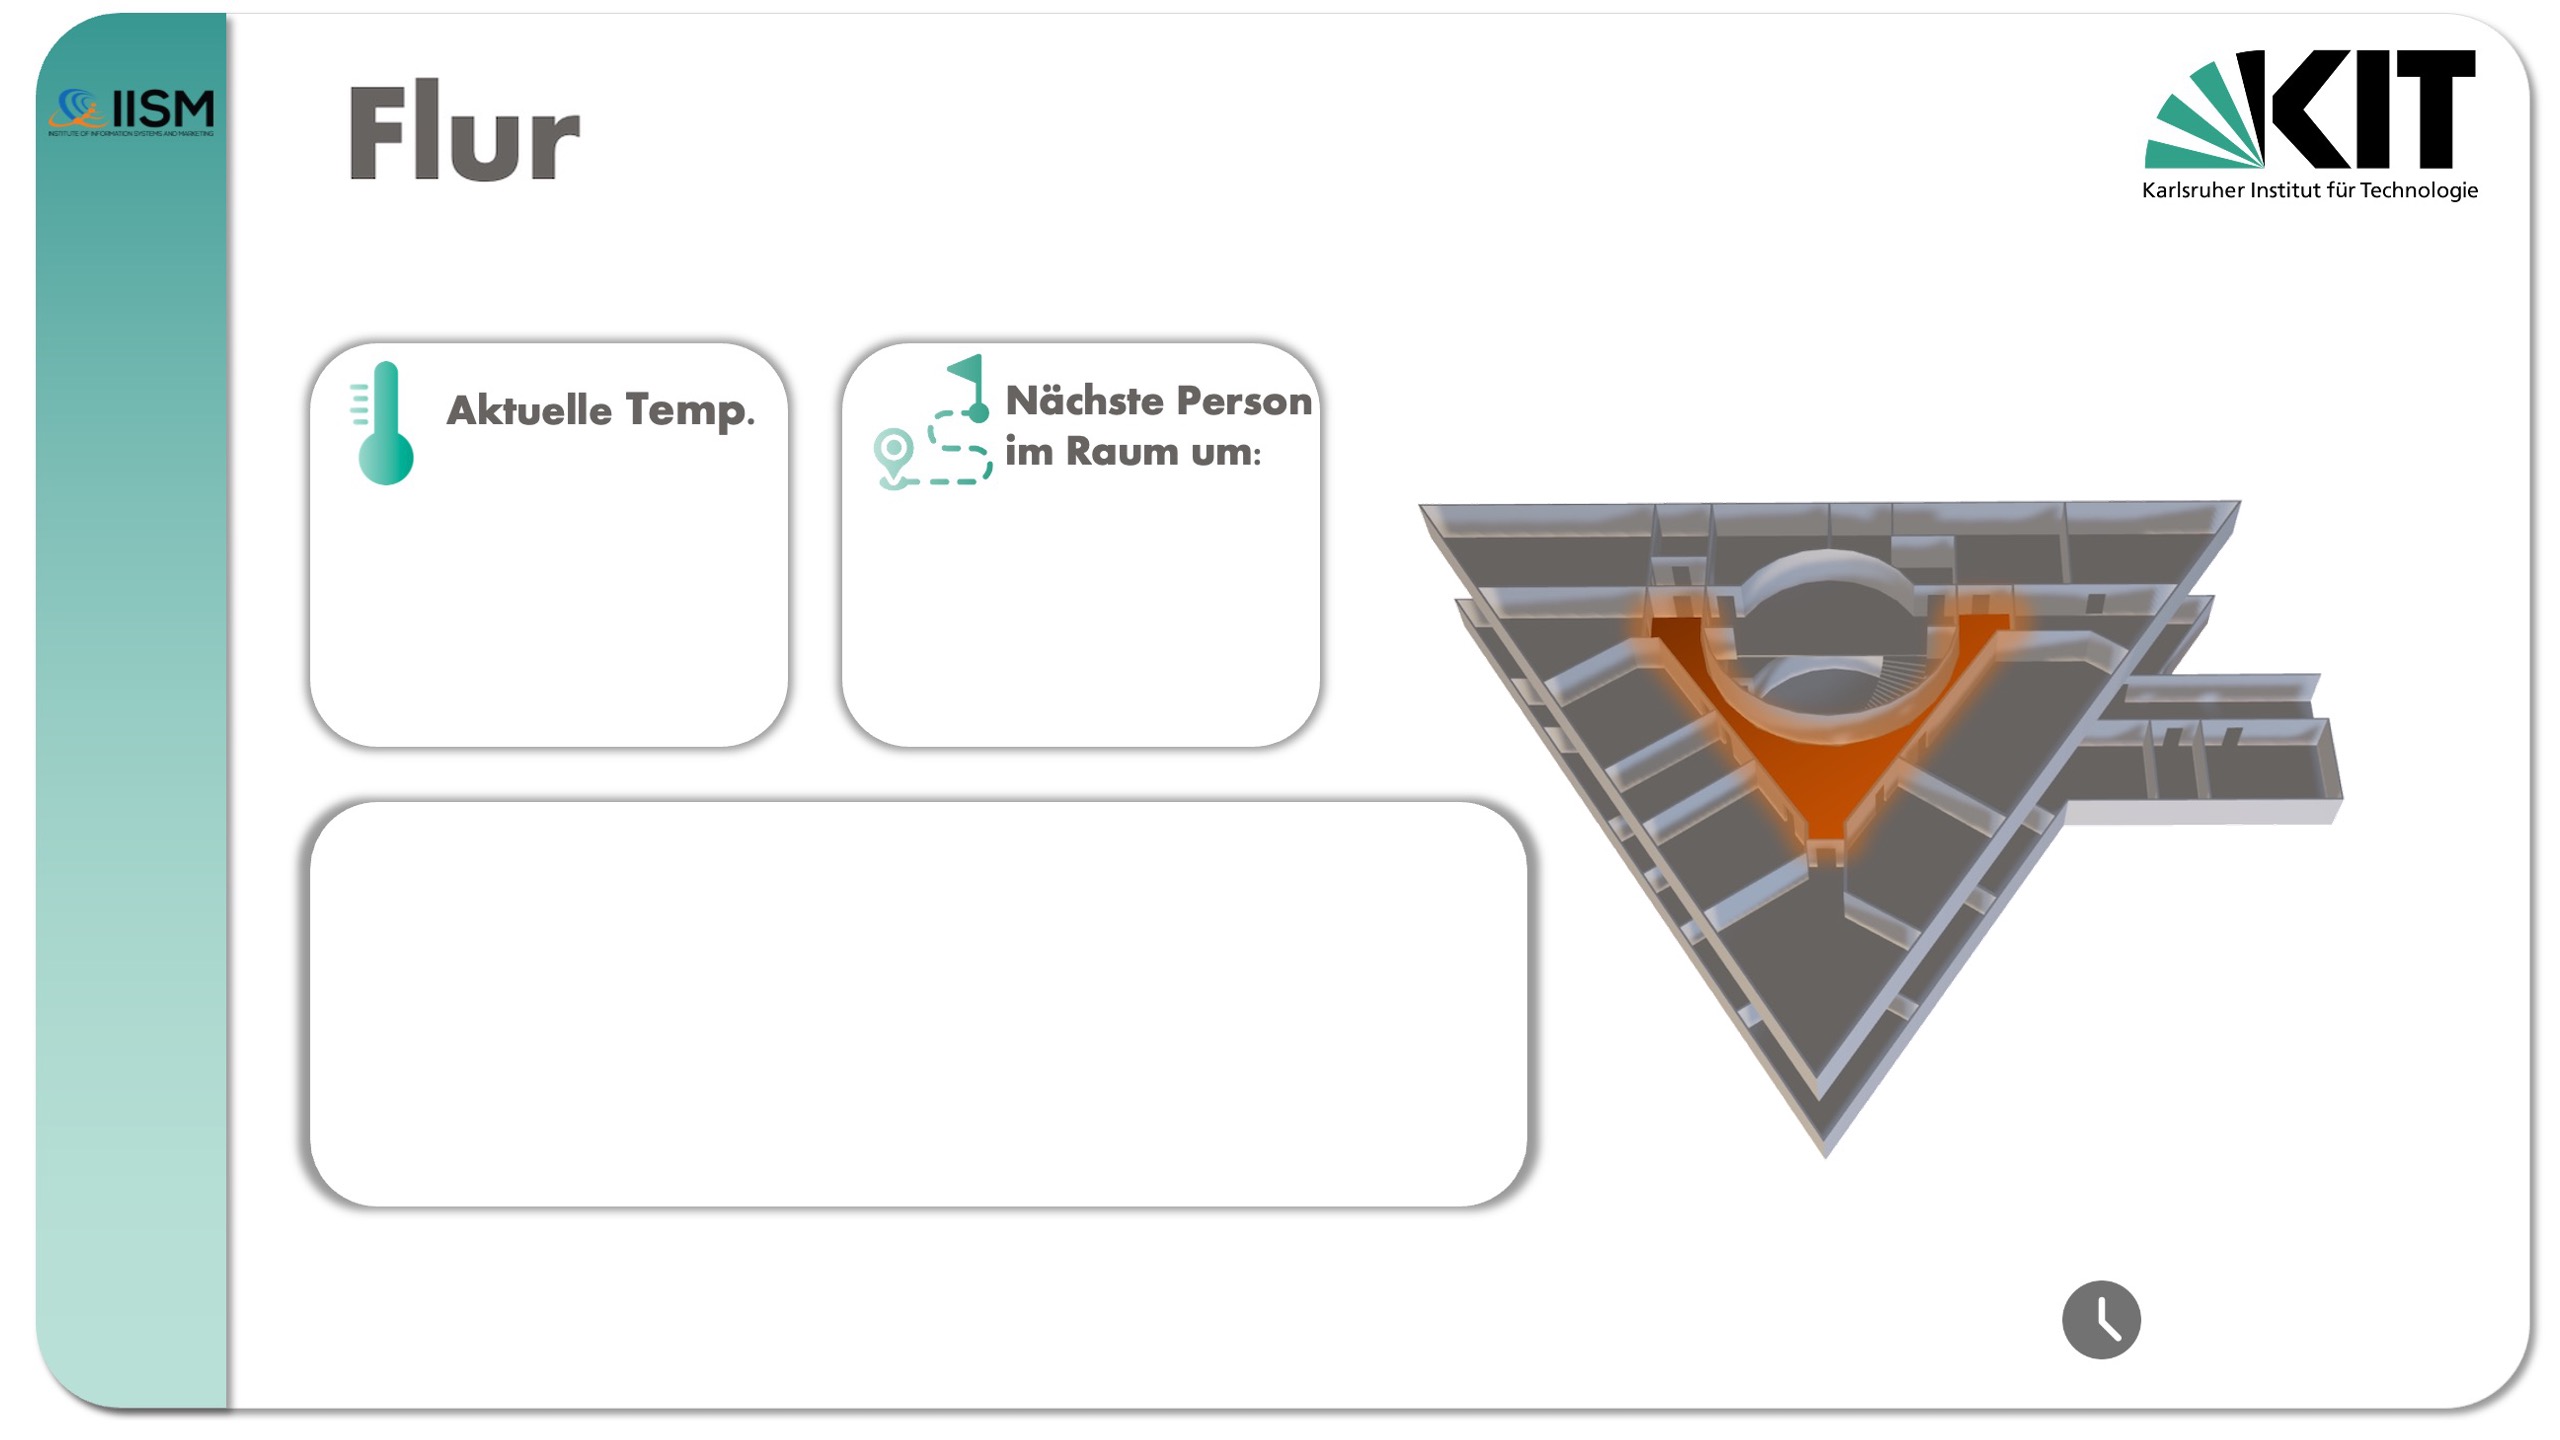 IISM
INSTITUTE OF INFORMATION SYSTEMS AND MARKETING
Flur
KIT
Karlsruher Institut für Technologie
Aktuelle Temp.
Nächste Person
im Raum um: